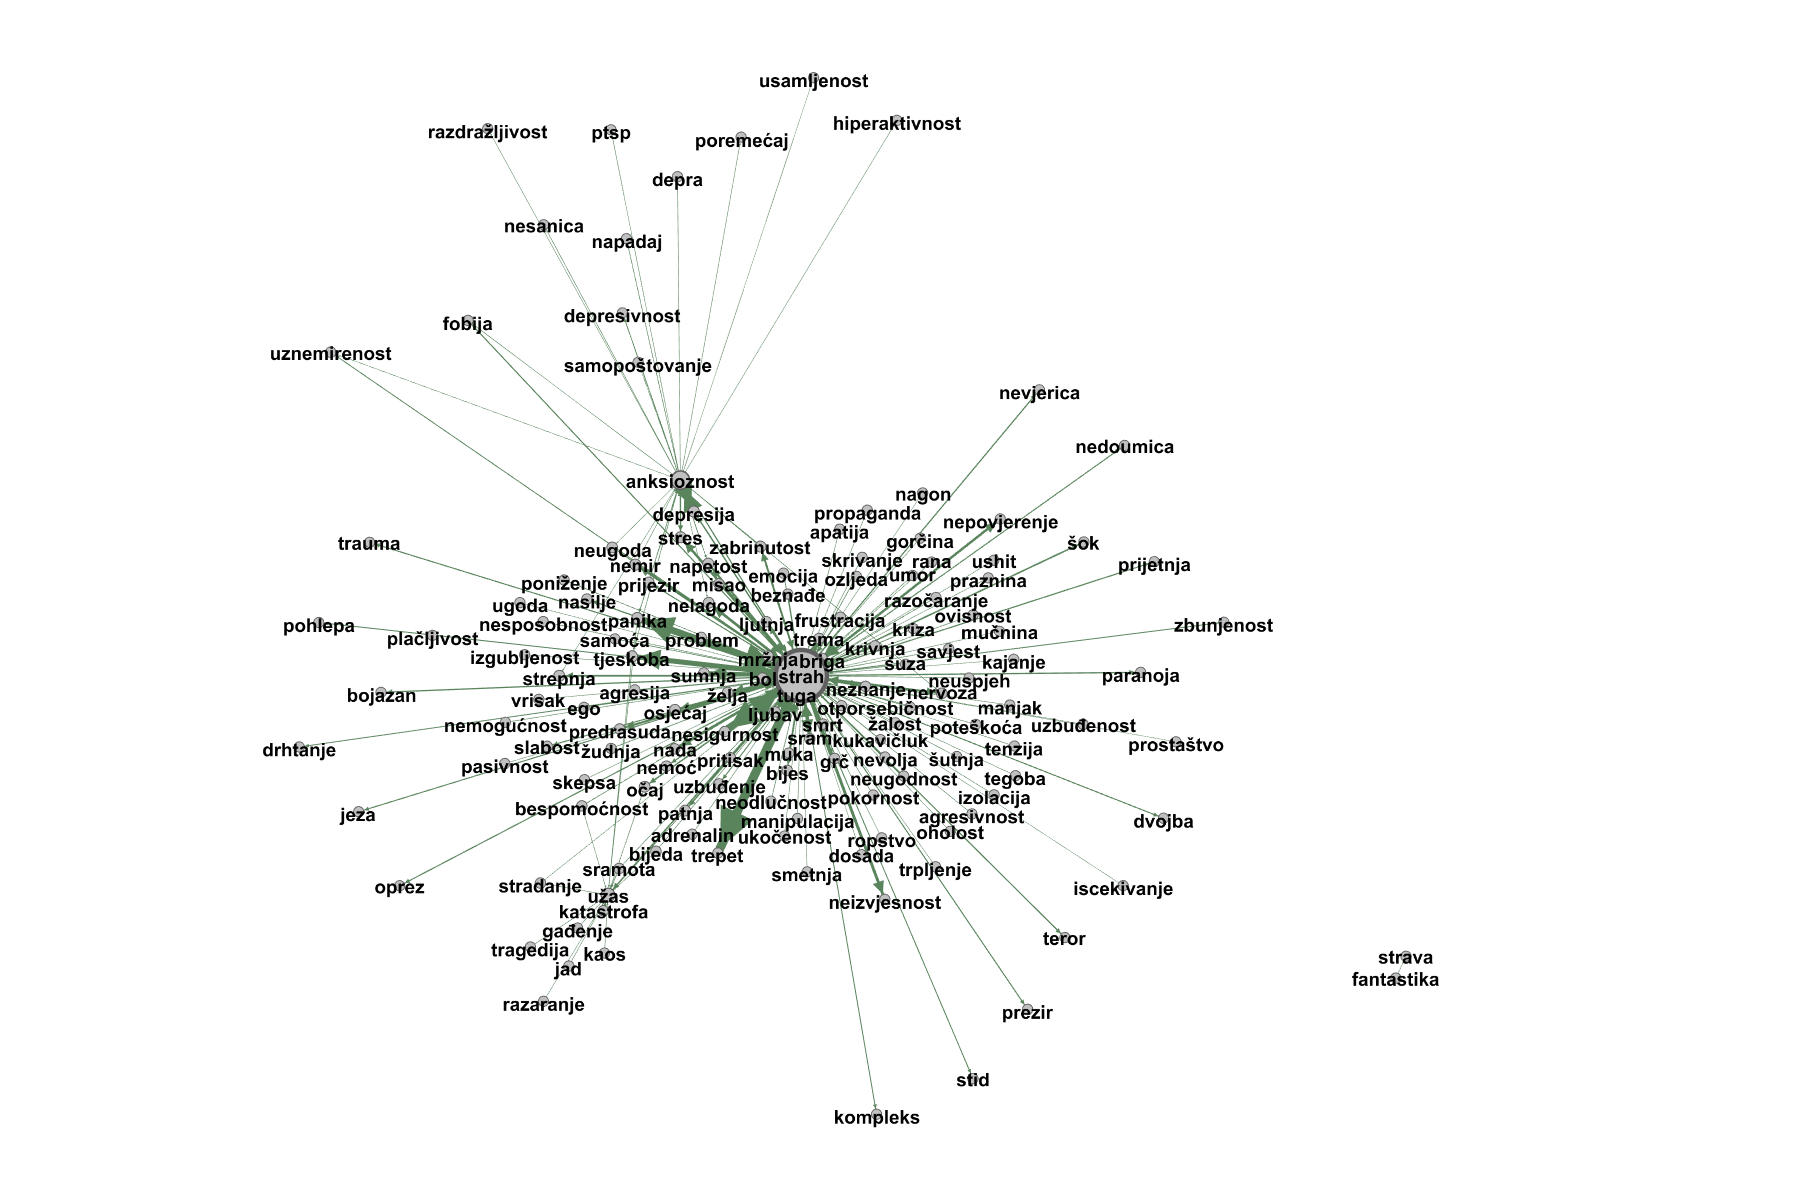 usamljenost
hiperaktivnost
razdražljivost
ptsp
poremećaj
depra
nesanica
napadaj
depresivnost
fobija
uznemirenost
samopoštovanje
nevjerica
nedoumica
anksioznost
nagon
depresija
propaganda
nepovjerenje
apatija
stres
gorčina
trauma
zabrinutost
šok
neugoda
skrivanje
rana
ushit
prijetnja
nemir
napetost
emocija
ozljeda
umor
praznina
poniženje
prijezir
misao
beznađe
ugoda
nasilje
nelagoda
razočaranje
ovisnost
pohlepa
nesposobnost
panika
ljutnja
frustracija
kriza
mučnina
zbunjenost
plačljivost
samoća
problem
trema
krivnja
savjest
izgubljenost
tjeskoba
mržnja
briga
suza
kajanje
strepnja
sumnja
bol
strah
neuspjeh
paranoja
bojazan
vrisak
agresija
želja
tuga
neznanje
nervoza
ego
osjećaj
ljubav
otpor
sebičnost
manjak
nemogućnost
predrasuda
nesigurnost
smrt
žalost
poteškoća
uzbuđenost
drhtanje
slabost
žudnja
nada
sram
kukavičluk
tenzija
prostaštvo
pasivnost
nemoć
pritisak
muka
grč
nevolja
šutnja
skepsa
očaj
uzbuđenje
bijes
neugodnost
tegoba
bespomoćnost
neodlučnost
pokornost
izolacija
jeza
patnja
manipulacija
agresivnost
dvojba
adrenalin
ukočenost
ropstvo
oholost
bijeda
trepet
dosada
sramota
smetnja
trpljenje
oprez
stradanje
užas
iscekivanje
katastrofa
neizvjesnost
gađenje
teror
tragedija
kaos
strava
jad
fantastika
razaranje
prezir
stid
kompleks